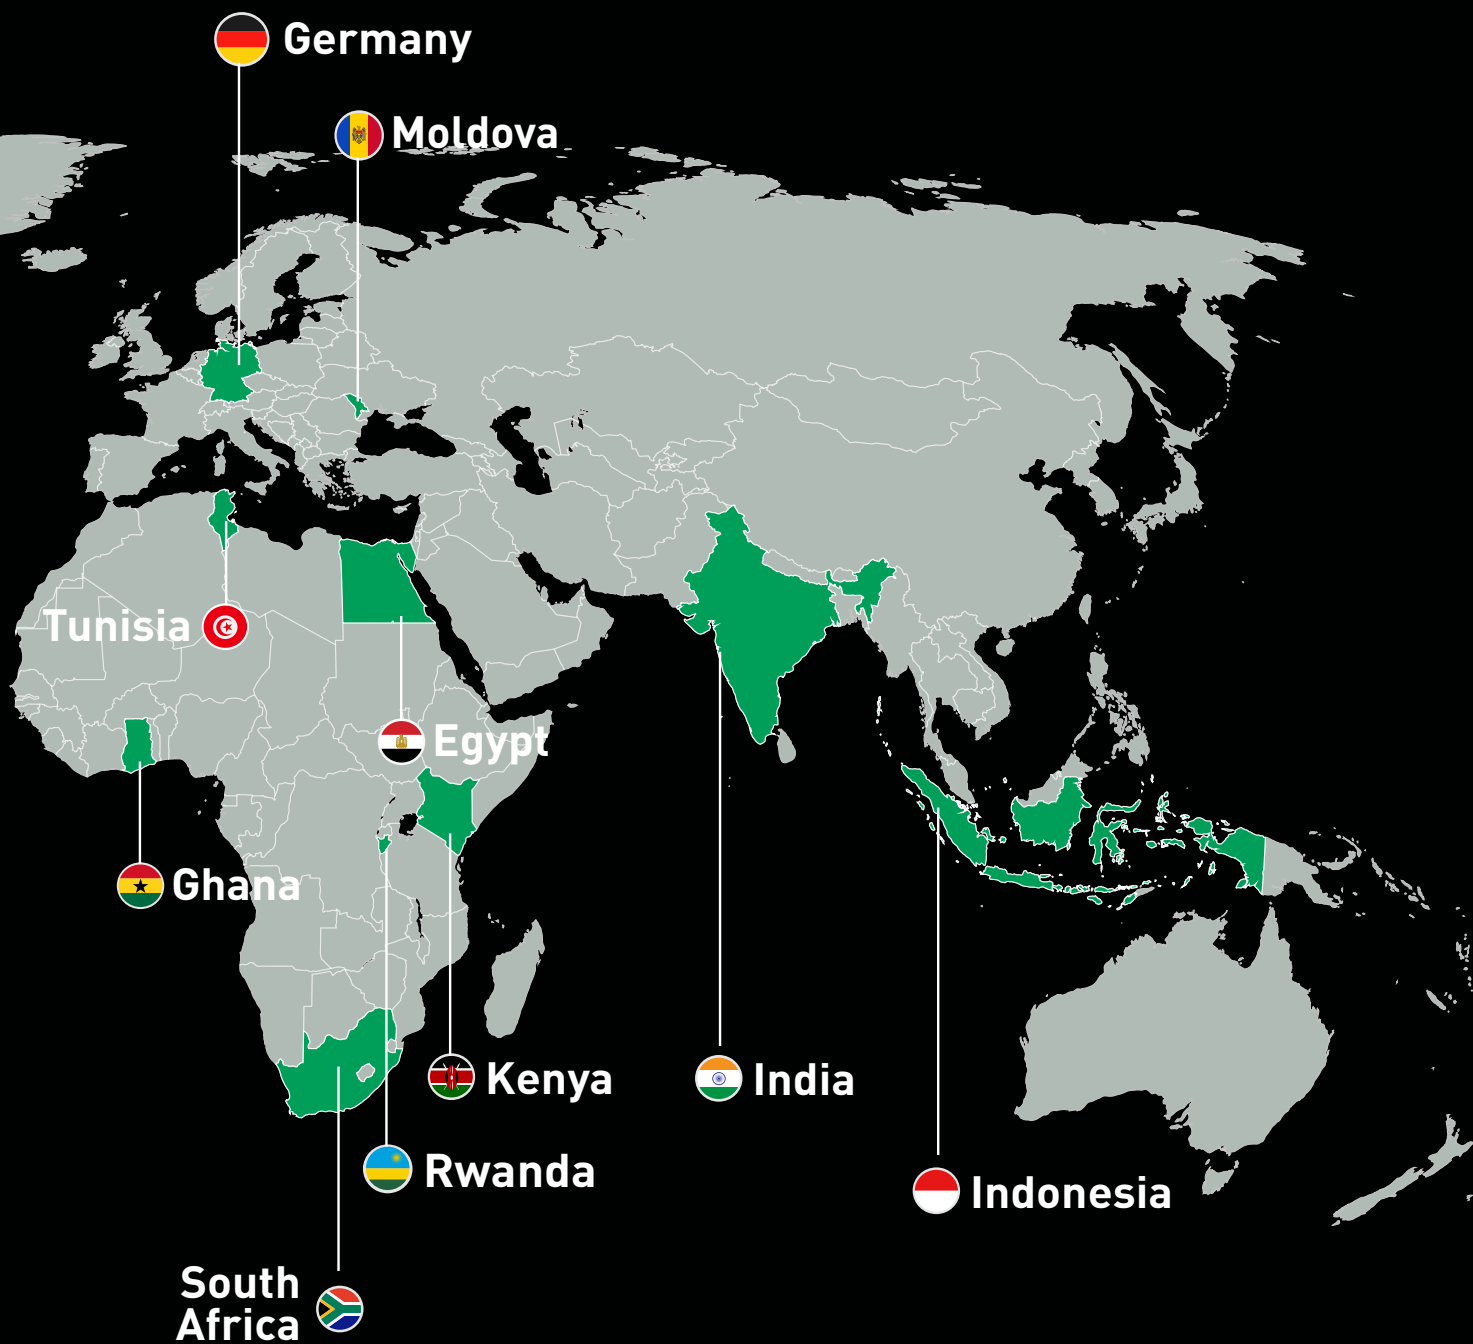 Germany
Moldova
Tunisia
Egypt
Ghana
Kenya
India
Rwanda
Indonesia
South
Africa